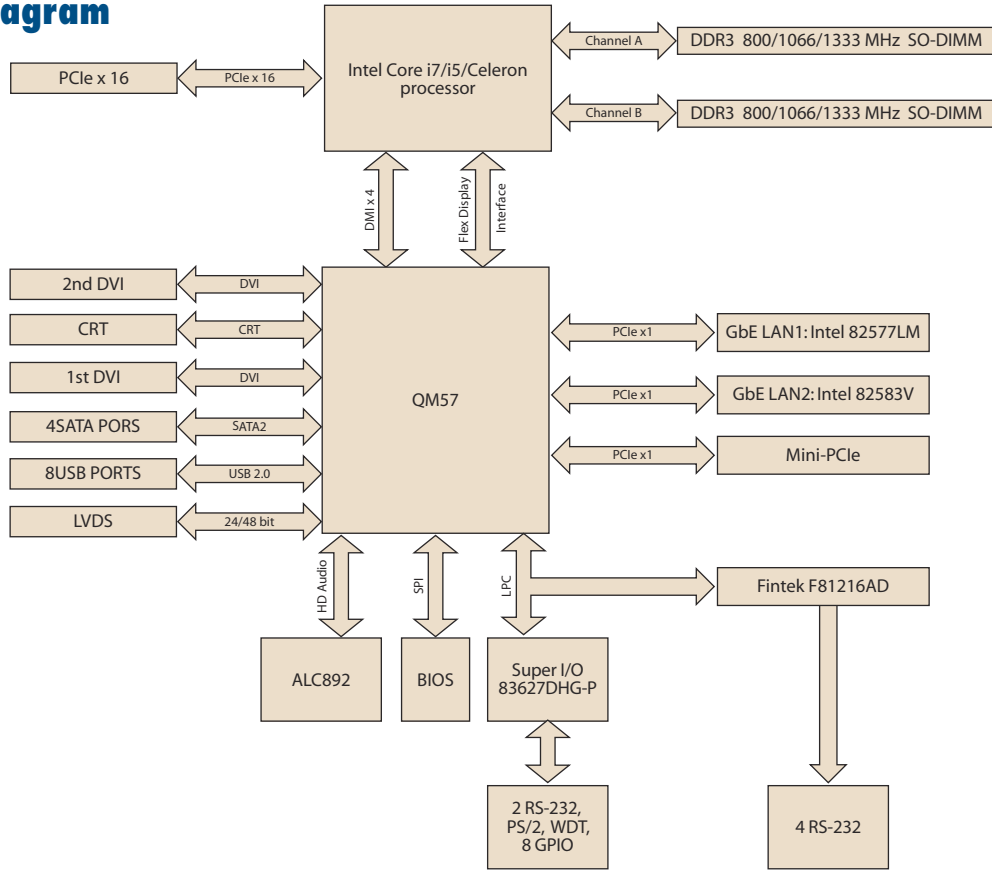 agram
Intel Core i7/i5/Celeron
processor
PCIe x 16
PCIe x 16
Channel A
DDR3 800/1066/1333 MHz SO-DIMM
Channel B
DDR3 800/1066/1333 MHz SO-DIMM
DMI x 4
Flex Display
Interface
2nd DVI
DVI
CRT
CRT
1st DVI
DVI
4SATA PORS
SATA2
8USB PORTS
USB 2.0
LVDS
24/48 bit
QM57
PCIe x1
GbE LAN1: Intel 82577LM
PCIe x1
GbE LAN2: Intel 82583V
PCIe x1
Mini-PCIe
HD Audio
SPI
LPC
Fintek F81216AD
ALC892
BIOS
Super I/O
83627DHG-P
2 RS-232,
PS/2, WDT,
8 GPIO
4 RS-232